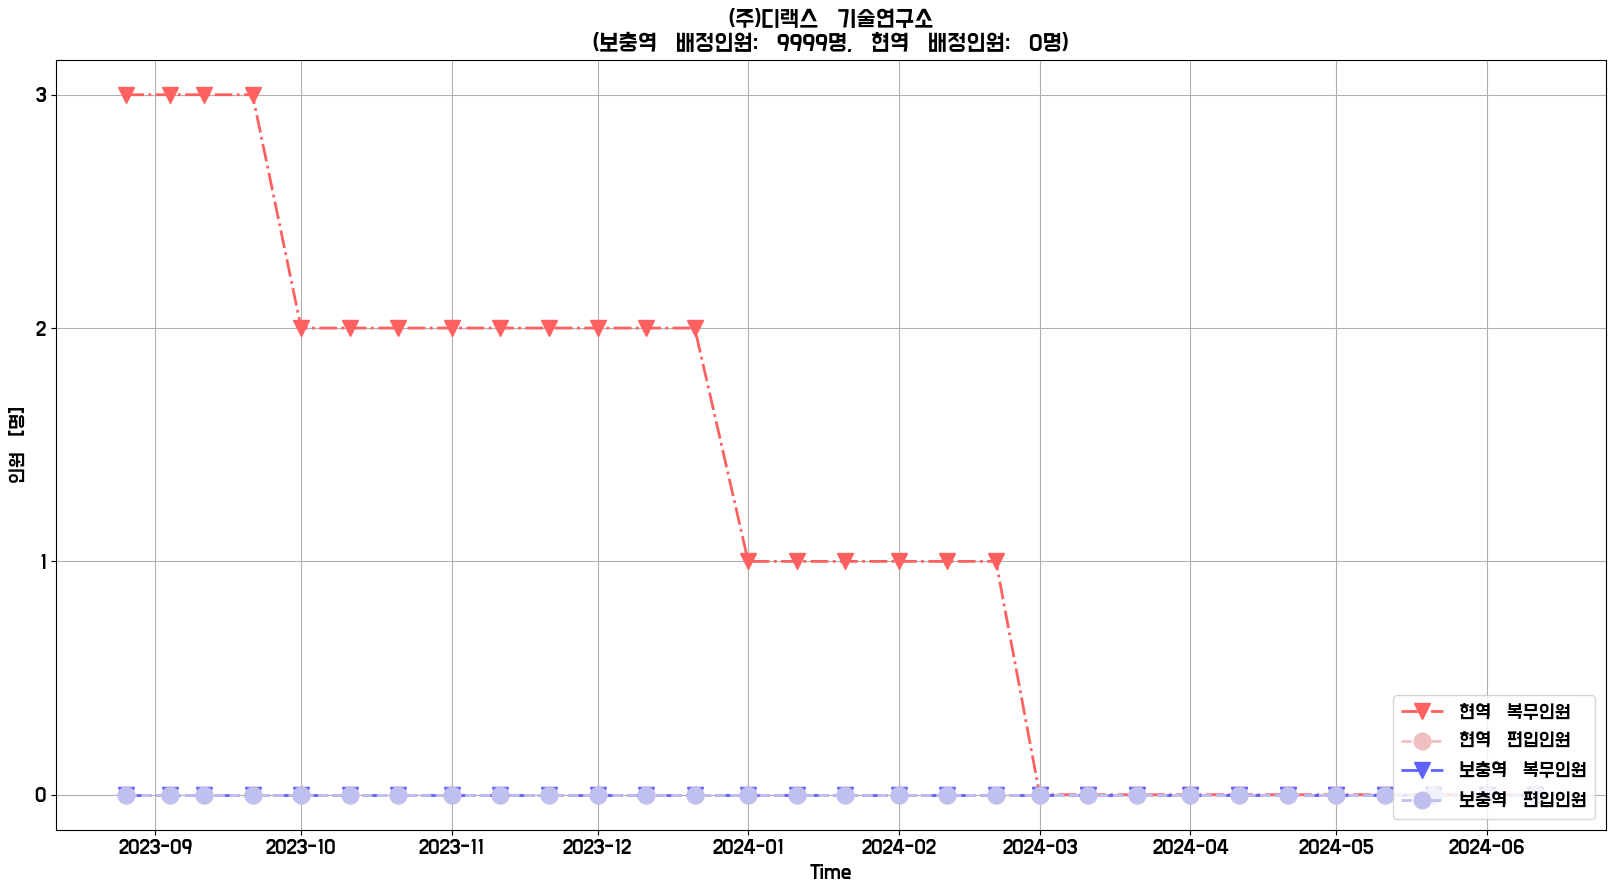 (주)디랙스 기술연구소
(보충역 배정인원: 9999명, 현역 배정인원: 0명)
인원 [명]
3
2
1
0
현역 복무인원
현역 편입인원
보충역 복무인원
보충역 편입인원
2023-09 2023-10 2023-11 2023-12 2024-01 2024-02 2024-03 2024-04 2024-05 2024-06
Time